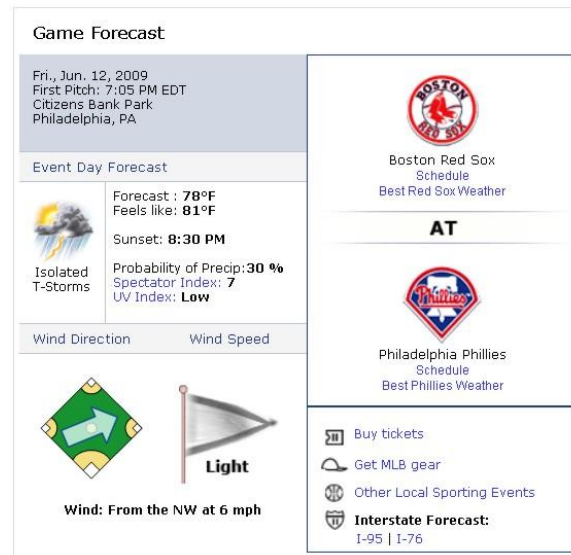 Game Forecast
Fri., Jun. 12, 2009
First Pitch: 7:05 PM EDT
Citizens Bank Park
Philadelphia, PA
Event Day Forecast
Isolated
T-Storms
Forecast : 78°F
Feels like: 81°F
Sunset: 8:30 PM
Probability of Precip:30 %
Spectator Index: 7
UV Index: Low
Wind Direction
Wind Speed
Light
Wind: From the NW at 6 mph
BOSTON
RED SOX
Boston Red Sox
Schedule
Best Red Sox Weather
AT
Phillies
Philadelphia Phillies
Schedule
Best Phillies Weather
Buy tickets
Get MLB gear
Other Local Sporting Events
Interstate Forecast:
I-95 | I-76